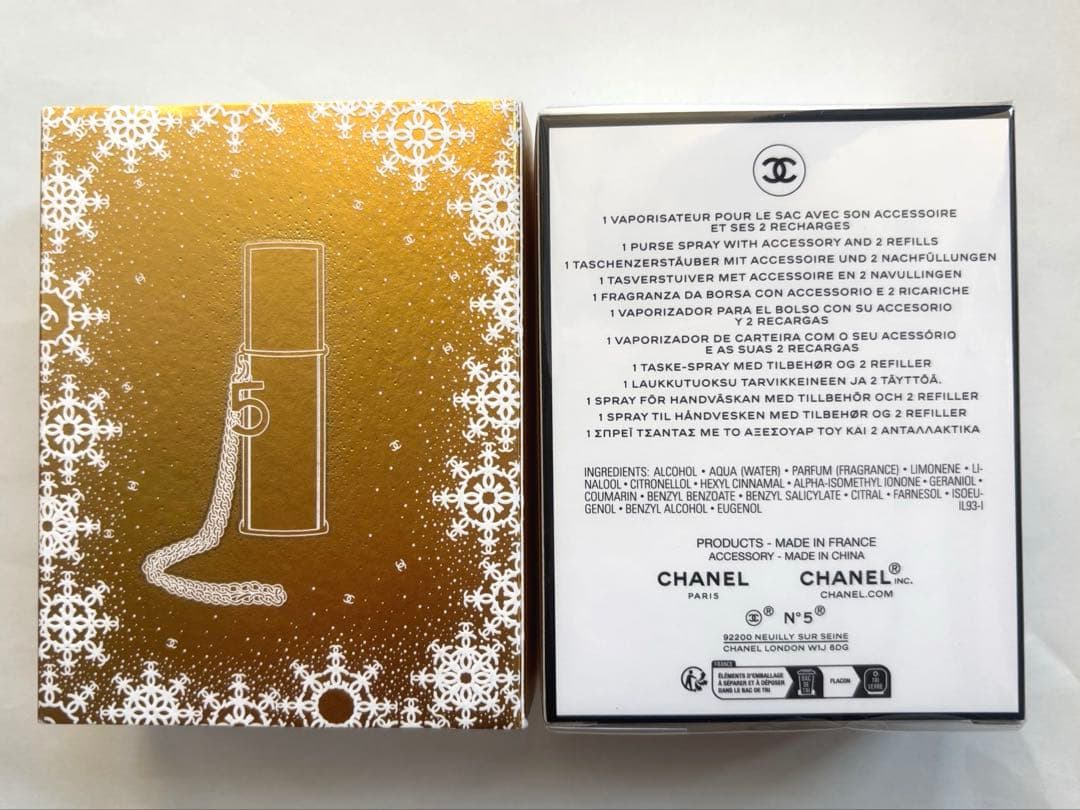 5
1 VAPORISATEUR POUR LE SAC AVEC SON ACCESSOIRE
ET SES 2 RECHARGES
1 PURSE SPRAY WITH ACCESSORY AND 2 REFILLS
1 TASCHENZERSTÄUBER MIT ACCESSOIRE UND 2 NACHFÜLLUNGEN
1 TASVERSTUIVER MET ACCESSOIRE EN 2 NAVULLINGEN
1 FRAGRANZA DA BORSA CON ACCESSORIO E 2 RICARICHE
1 VAPORIZADOR PARA EL BOLSO CON SU ACCESORIO
Y 2 RECARGAS
1 VAPORIZADOR DE CARTEIRA COM O SEU ACESSÓRIO
E AS SUAS 2 RECARGAS
1 TASKE-SPRAY MED TILBEHØR OG 2 REFILLER
1 LAUKKUTUOKSU TARVIKKEINEEN JA 2 TÄYTTÖÄ.
1 SPRAY FÖR HANDVÄSKAN MED TILLBEHÖR OCH 2 REFILLER
1 SPRAY TIL HÅNDVESKEN MED TILBEHØR OG 2 REFILLER
1 ΣΠΡΕΪ ΤΣΑΝΤΑΣ ΜΕ ΤΟ ΑΞΕΣΟΥΑΡ ΤΟΥ ΚΑΙ 2 ΑΝΤΑΛΛΑΚΤΙΚΑ
INGREDIENTS: ALCOHOL • AQUA (WATER) • PARFUM (FRAGRANCE) • LIMONENE • LI-
NALOOL • CITRONELLOL • HEXYL CINNAMAL • ALPHA-ISOMETHYL IONONE • GERANIOL •
COUMARIN • BENZYL BENZOATE • BENZYL SALICYLATE • CITRAL • FARNESOL • ISOEU-
GENOL • BENZYL ALCOHOL • EUGENOL IL93-I
PRODUCTS - MADE IN FRANCE
ACCESSORY - MADE IN CHINA
CHANEL CHANEL® INC.
PARIS CHANEL.COM
® N°5®
92200 NEUILLY SUR SEINE
CHANEL LONDON W1J 6DG
FRANCE
ÉLÉMENTS D'EMBALLAGE
À SÉPARER ET À DÉPOSER
DANS LE BAC DE TRI
BAC DE TRI
FLACON
TRI VERRE